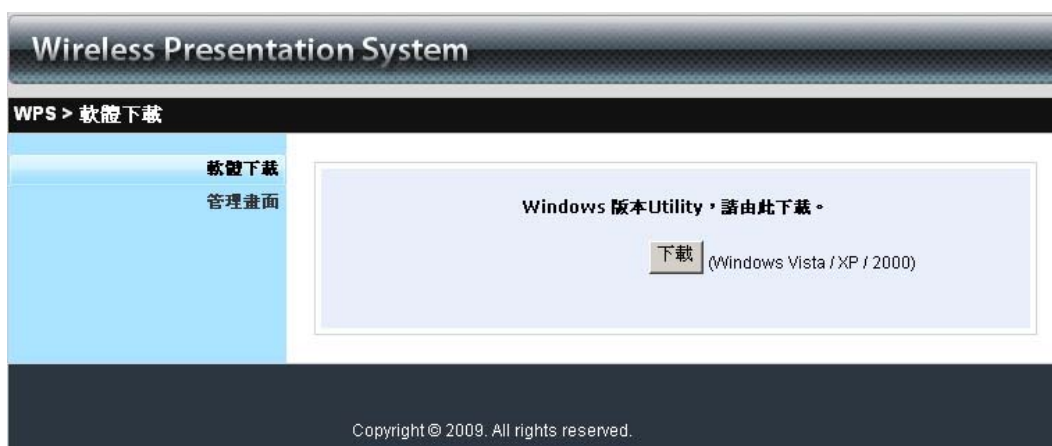 Wireless Presentation System
WPS > 軟體下載
軟體下載
管理畫面
Windows 版本Utility，請由此下載。
下載 (Windows Vista / XP / 2000)
Copyright © 2009. All rights reserved.